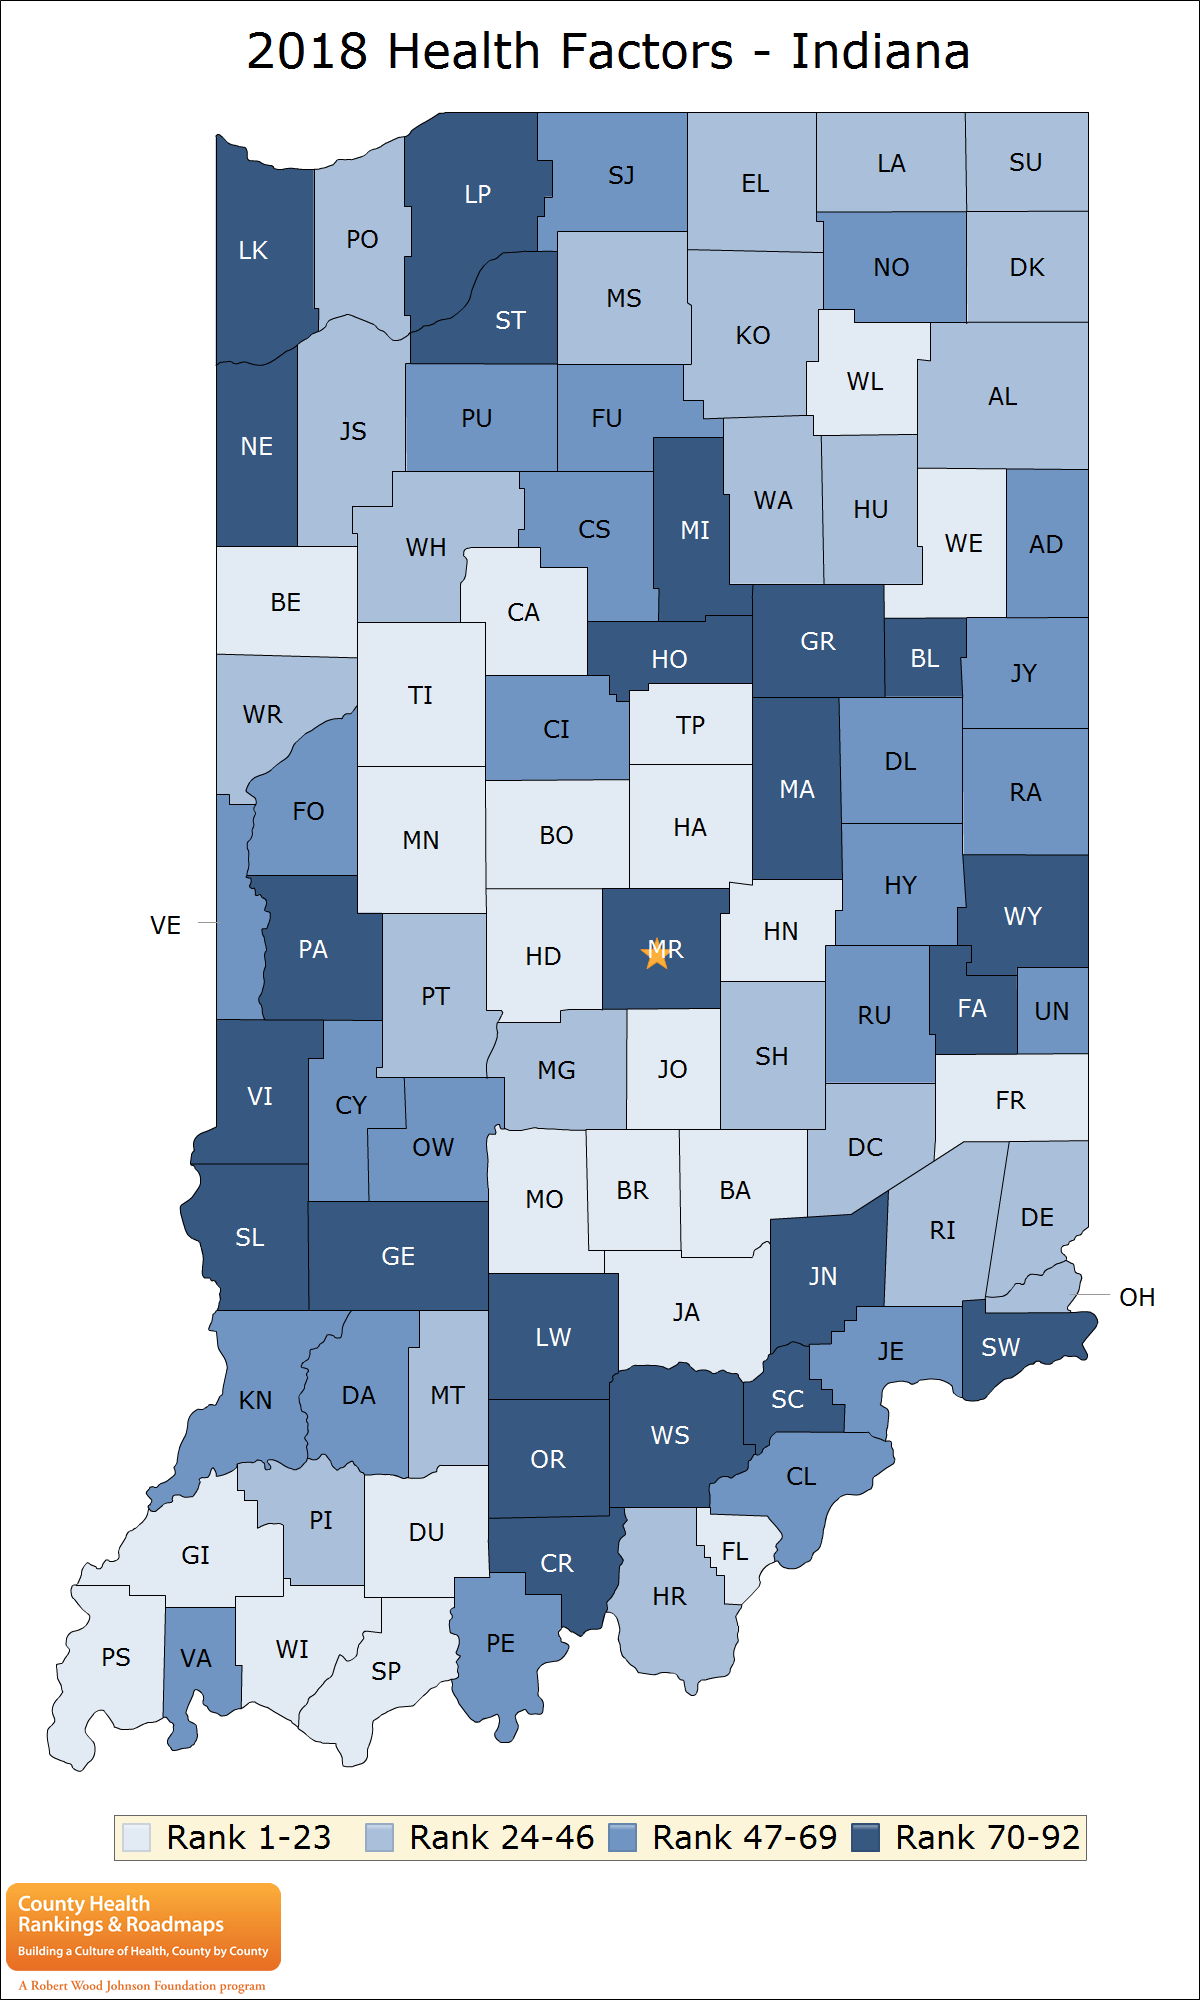 2018 Health Factors - Indiana
LP
SJ
EL
LA
SU
LK
PO
ST
MS
KO
NO
DK
WL
AL
NE
JS
PU
FU
WH
CS
MI
WA
HU
WE
AD
BE
CA
HO
GR
BL
JY
WR
TI
CI
TP
MA
DL
RA
FO
MN
BO
HA
HY
WY
VE
PA
PT
HD
MR
HN
RU
FA
UN
VI
CY
MG
JO
SH
FR
OW
DC
SL
GE
MO
BR
BA
JN
RI
DE
OH
LW
JA
JE
SW
KN
DA
MT
OR
WS
SC
CL
GI
PI
DU
CR
FL
HR
PS
VA
WI
SP
PE
Rank 1-23 Rank 24-46 Rank 47-69 Rank 70-92
County Health
Rankings & Roadmaps
Building a Culture of Health, County by County
A Robert Wood Johnson Foundation program